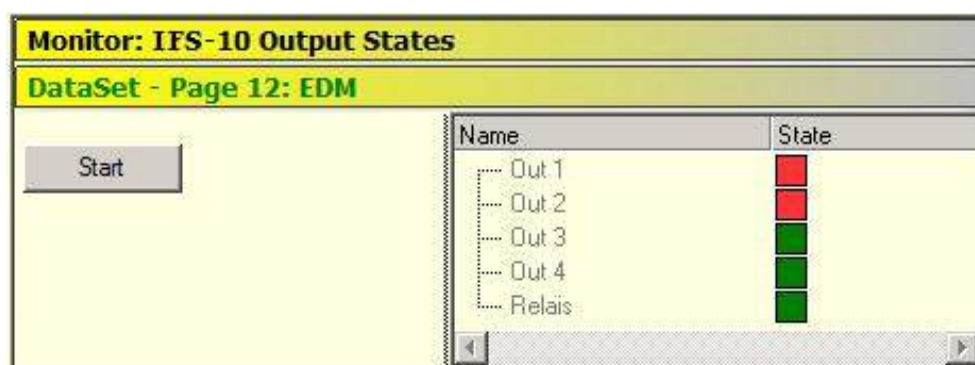 Monitor: IFS-10 Output States
DataSet - Page 12: EDM
Start
Name State
Out 1
Out 2
Out 3
Out 4
Relais